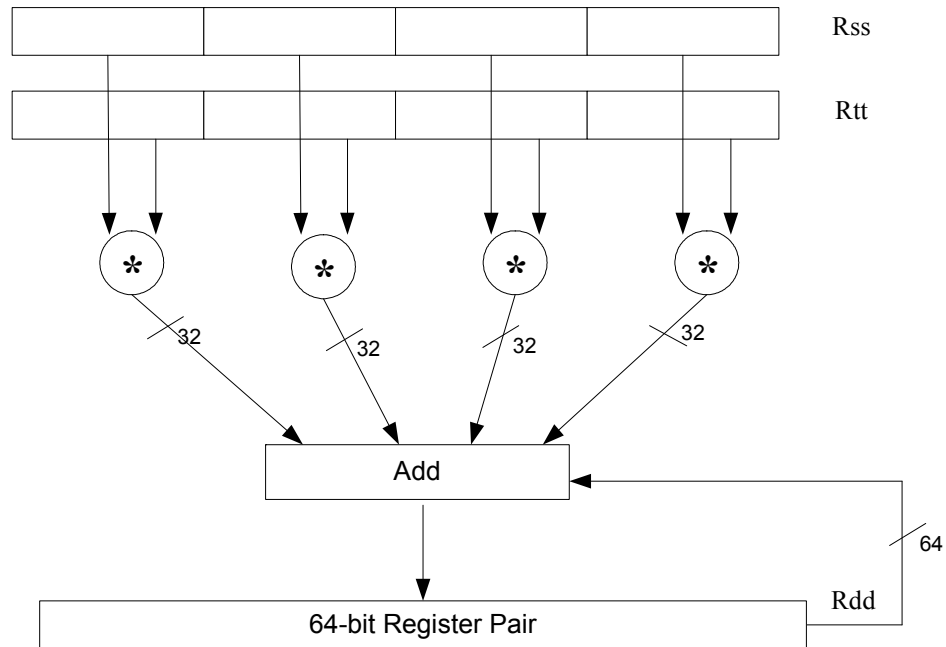 Rss
Rtt
* * * *
32 32 32 32
Add
64
Rdd
64-bit Register Pair